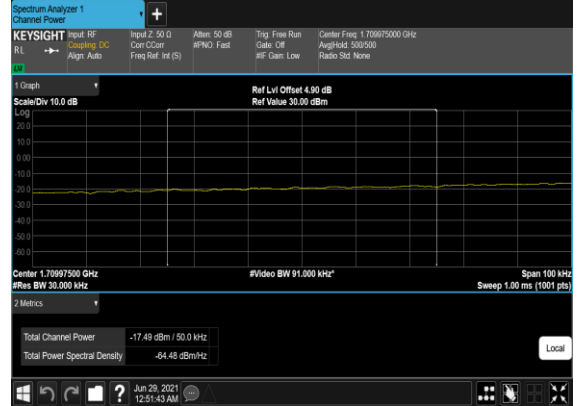 Spectrum Analyzer 1
Channel Power
KEYSIGHT Input: RF Input Z: 50 Ω Atten: 50 dB Trig: Free Run Center Freq: 1.709975000 GHz
R L Coupling: DC Corr CCorr #PNO: Fast Gate: Off Avg|Hold: 500/500
Align: Auto Freq Ref: Int (S) #IF Gain: Low Radio Std: None
LW
1 Graph Ref Lvl Offset 4.90 dB
Scale/Div 10.0 dB Ref Value 30.00 dBm
Log
20.0
10.0
0.00
-10.0
-20.0
-30.0
-40.0
-50.0
-60.0
Center 1.70997500 GHz #Video BW 91.000 kHz* Span 100 kHz
#Res BW 30.000 kHz Sweep 1.00 ms (1001 pts)
2 Metrics
Total Channel Power -17.49 dBm / 50.0 kHz
Total Power Spectral Density -64.48 dBm/Hz
Local
? Jun 29, 2021
12:51:43 AM